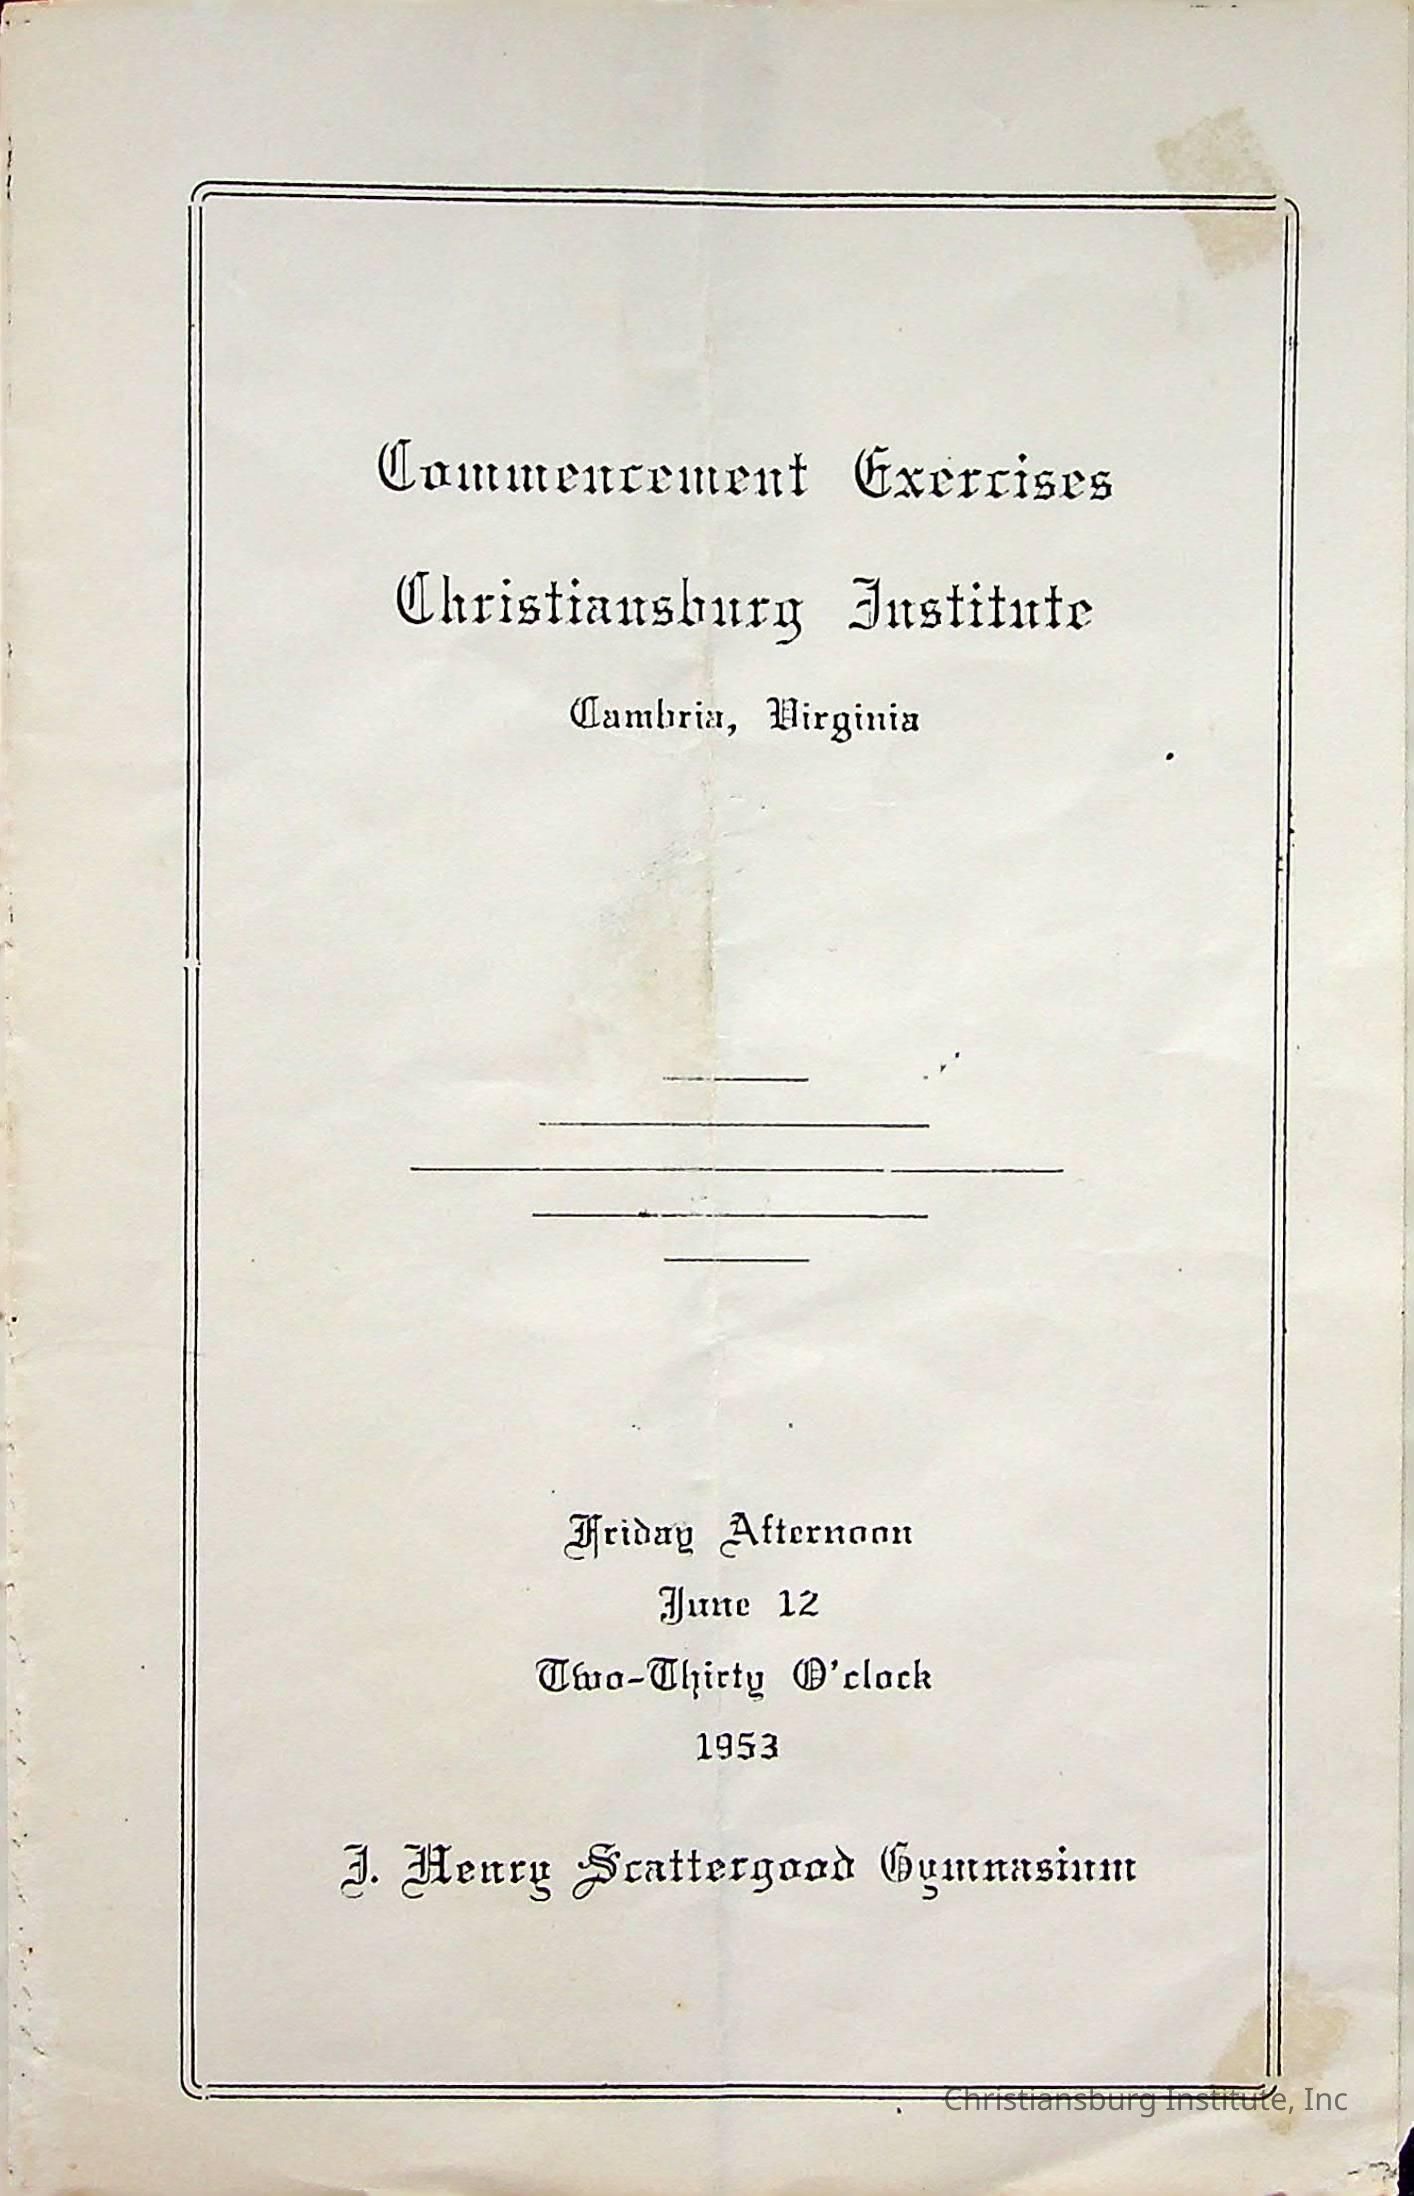 Commencement Exercises
Christiansburg Institute
Cambria, Virginia
Friday Afternoon
June 12
Two-Thirty O'clock
1953
J. Henry Scattergood Gymnasium
Christiansburg Institute, Inc